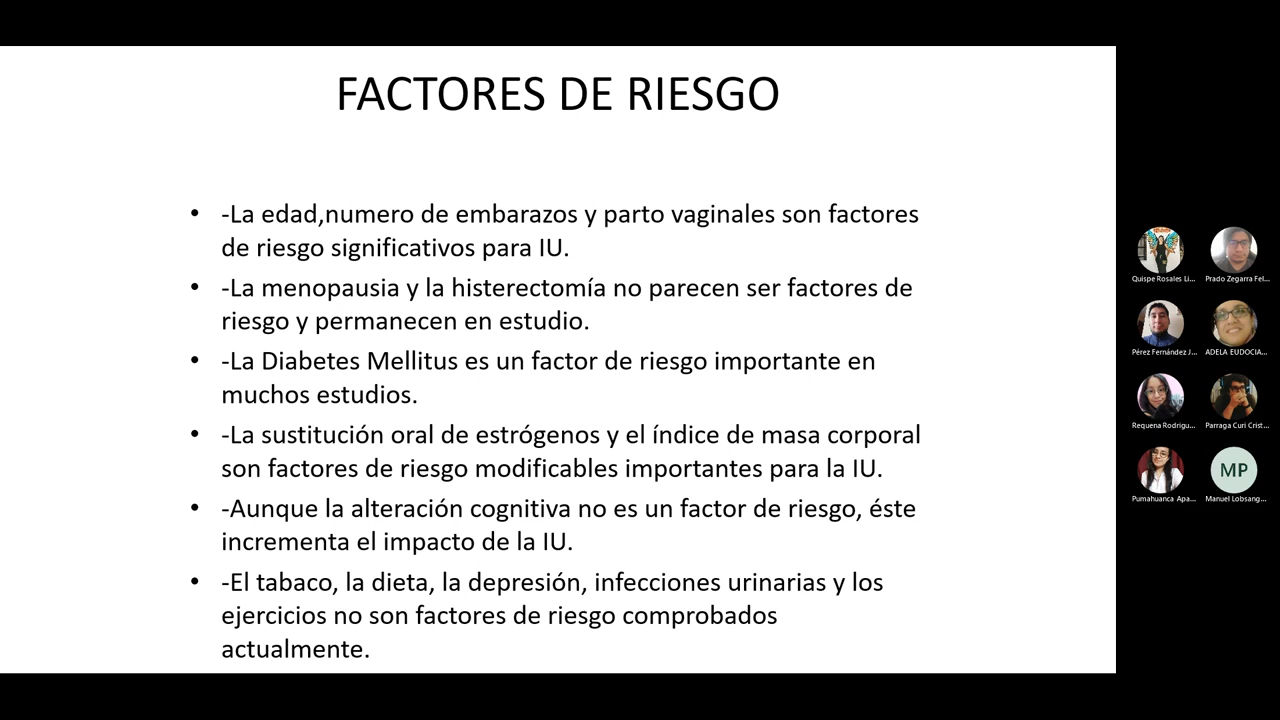 FACTORES DE RIESGO
• -La edad,numero de embarazos y parto vaginales son factores
de riesgo significativos para IU.
• -La menopausia y la histerectomía no parecen ser factores de
riesgo y permanecen en estudio.
• -La Diabetes Mellitus es un factor de riesgo importante en
muchos estudios.
• -La sustitución oral de estrógenos y el índice de masa corporal
son factores de riesgo modificables importantes para la IU.
• -Aunque la alteración cognitiva no es un factor de riesgo, éste
incrementa el impacto de la IU.
• -El tabaco, la dieta, la depresión, infecciones urinarias y los
ejercicios no son factores de riesgo comprobados
actualmente.
Quispe Rosales Li...
Prado Zegarra Fel...
Pérez Fernández J...
ADELA EUDOCIA...
Requena Rodrigu...
Parraga Curi Crist...
Pumahuanca Apa...
MP
Manuel Lobsang...